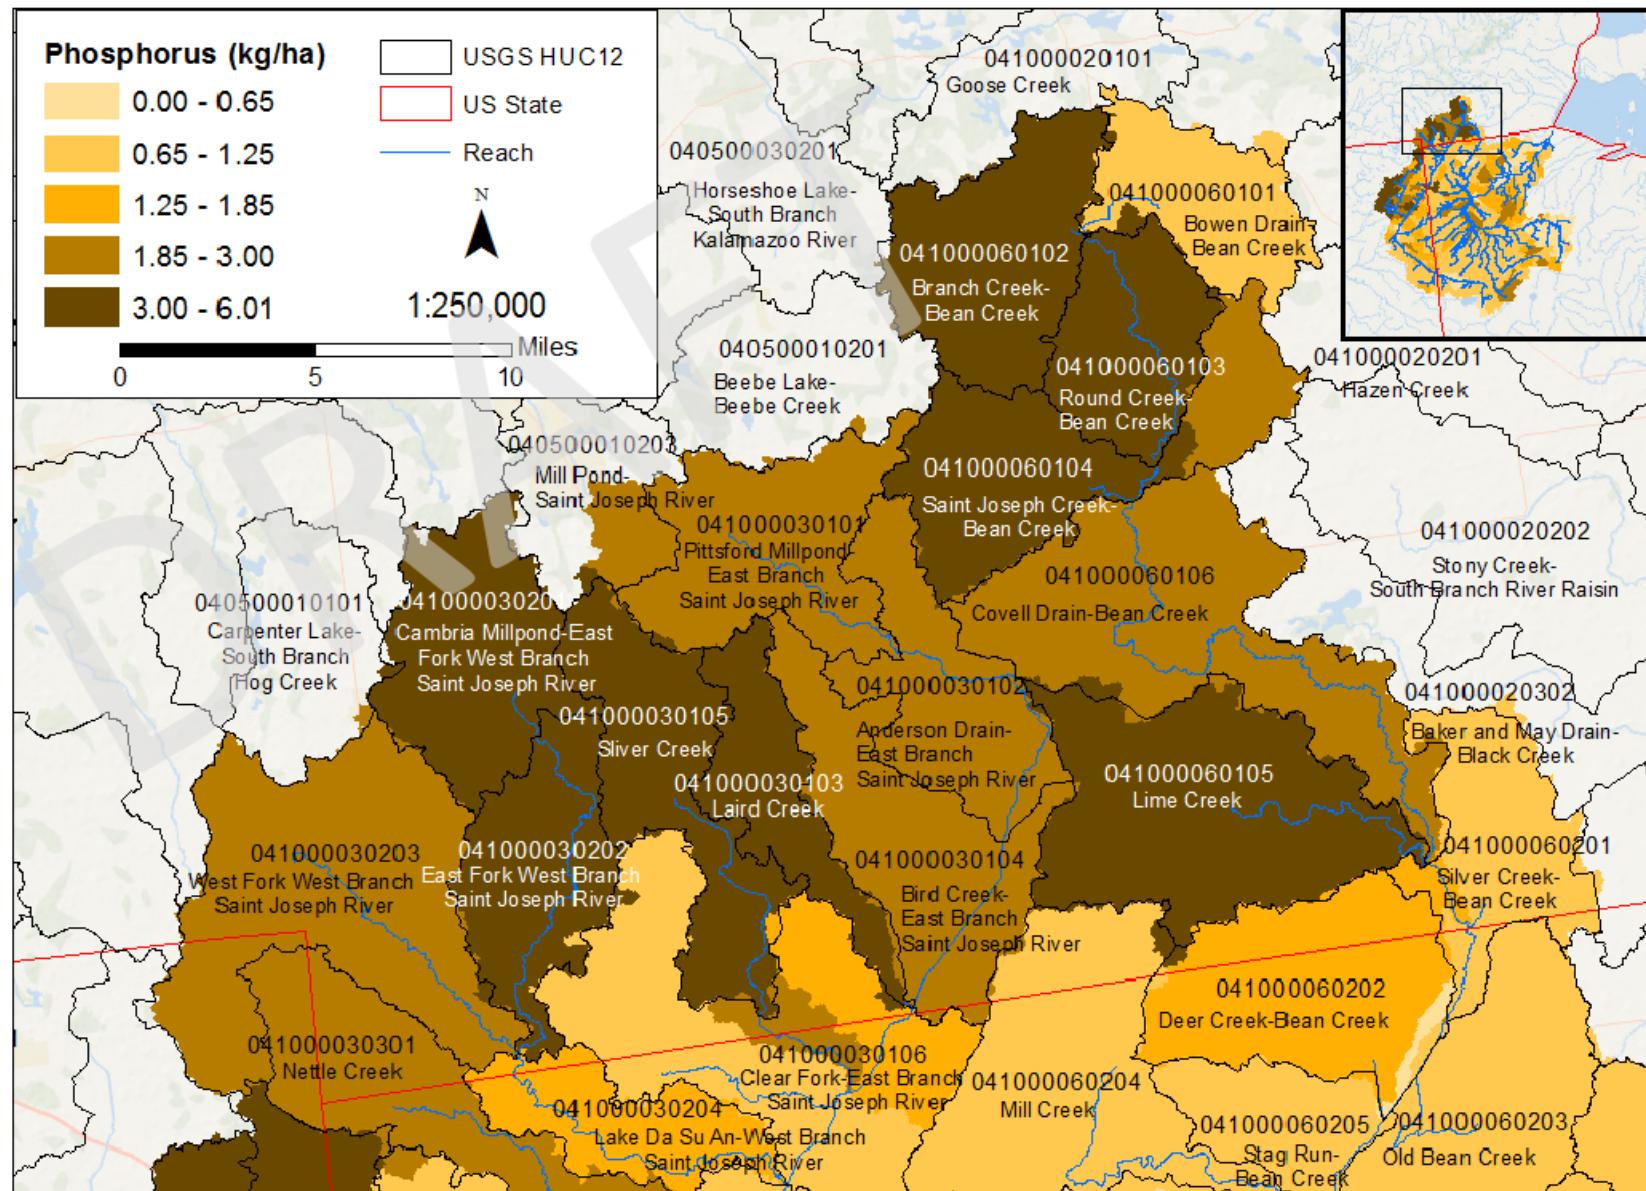 Phosphorus (kg/ha)
0.00 - 0.65
0.65 - 1.25
1.25 - 1.85
1.85 - 3.00
3.00 - 6.01
USGS HUC12
US State
Reach
N
1:250,000
Miles
0 5 10
DRAFT
041000020101
Goose Creek
040500030201
Horseshoe Lake-
South Branch
Kalamazoo River
041000060101
Bowen Drain-
Bean Creek
041000060102
Branch Creek-
Bean Creek
040500010201
Beebe Lake-
Beebe Creek
041000060103
Round Creek-
Bean Creek
041000020201
Hazen Creek
040500010203
Mill Pond-
Saint Joseph River
041000060104
Saint Joseph Creek-
Bean Creek
041000030101
Pittsford Millpond-
East Branch
Saint Joseph River
041000020202
Stony Creek-
South Branch River Raisin
041000060106
Covell Drain-Bean Creek
040500010101
Carpenter Lake-
South Branch
Hog Creek
041000030201
Cambria Millpond-East
Fork West Branch
Saint Joseph River
041000030102
Anderson Drain-
East Branch
Saint Joseph River
041000020302
Baker and May Drain-
Black Creek
041000030105
Sliver Creek
041000030103
Laird Creek
041000060105
Lime Creek
041000030203
West Fork West Branch
Saint Joseph River
041000030202
East Fork West Branch
Saint Joseph River
041000030104
Bird Creek-
East Branch
Saint Joseph River
041000060201
Silver Creek-
Bean Creek
041000060202
Deer Creek-Bean Creek
041000030301
Nettle Creek
041000030106
Clear Fork-East Branch
Saint Joseph River
041000060204
Mill Creek
041000030204
Lake Da Su An-West Branch
Saint Joseph River
041000060205
Stag Run-
Bean Creek
041000060203
Old Bean Creek